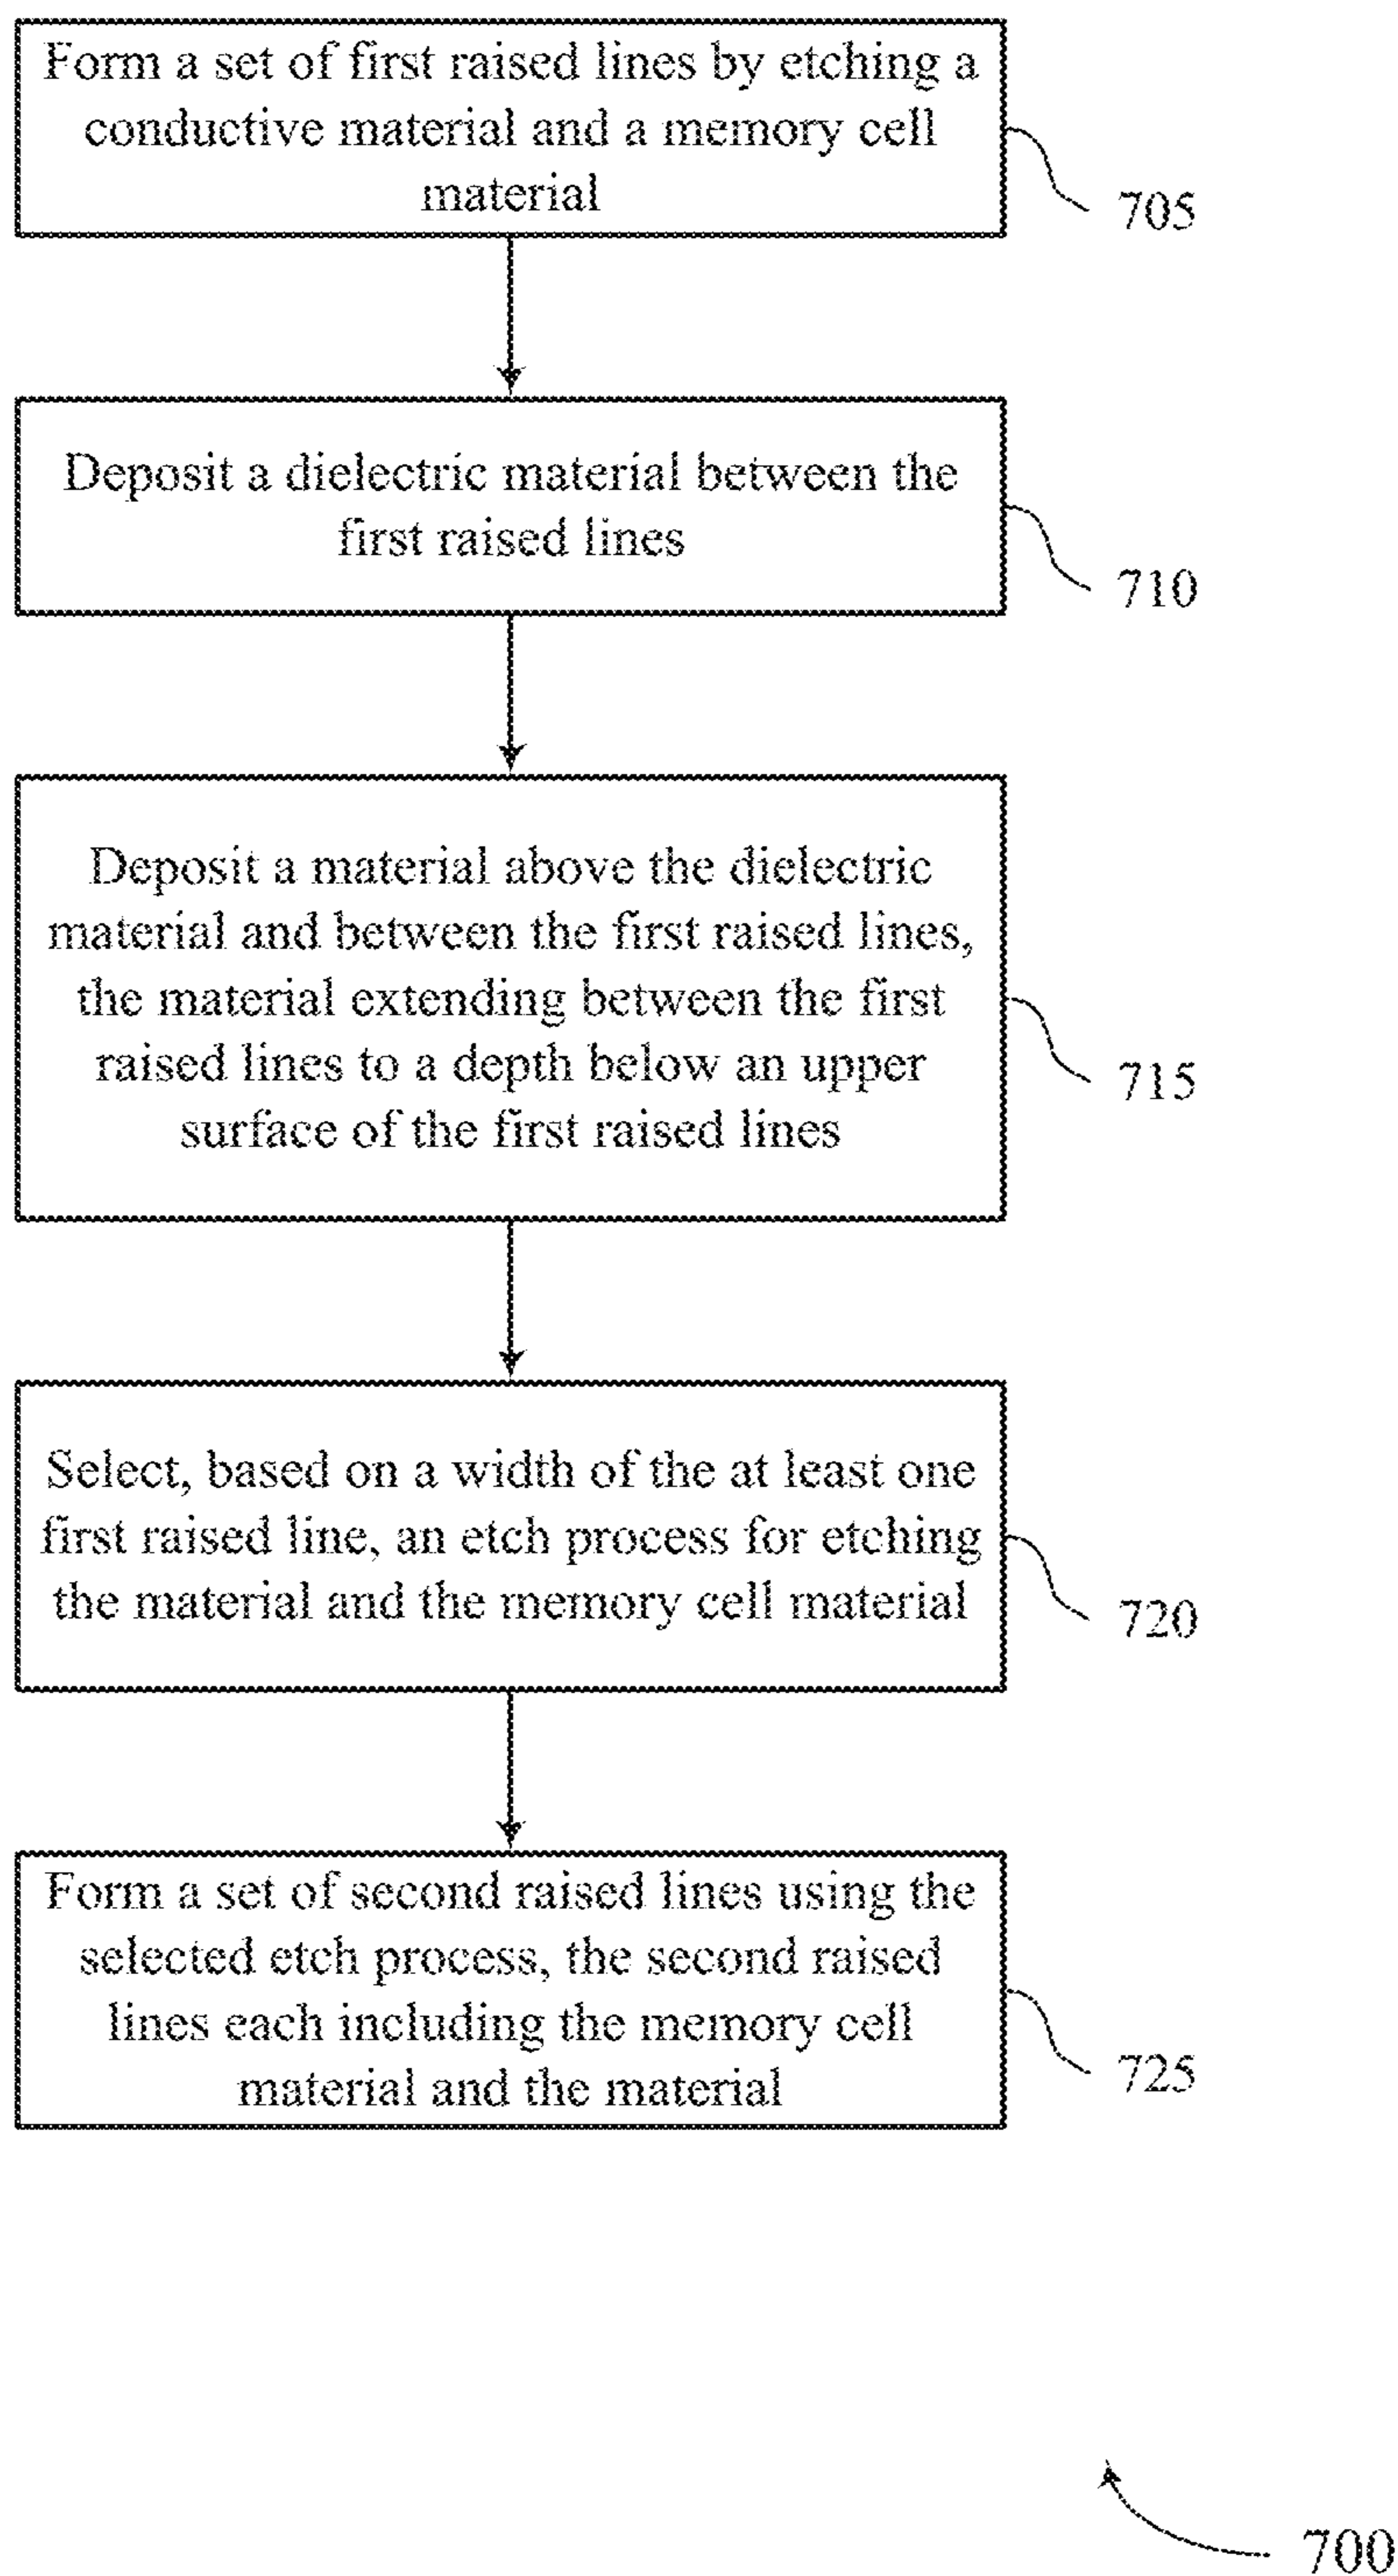 Form a set of first raised lines by etching a
conductive material and a memory cell
material
705
Deposit a dielectric material between the
first raised lines
710
Deposit a material above the dielectric
material and between the first raised lines,
the material extending between the first
raised lines to a depth below an upper
surface of the first raised lines
715
Select, based on a width of the at least one
first raised line, an etch process for etching
the material and the memory cell material
720
Form a set of second raised lines using the
selected etch process, the second raised
lines each including the memory cell
material and the material
725
700